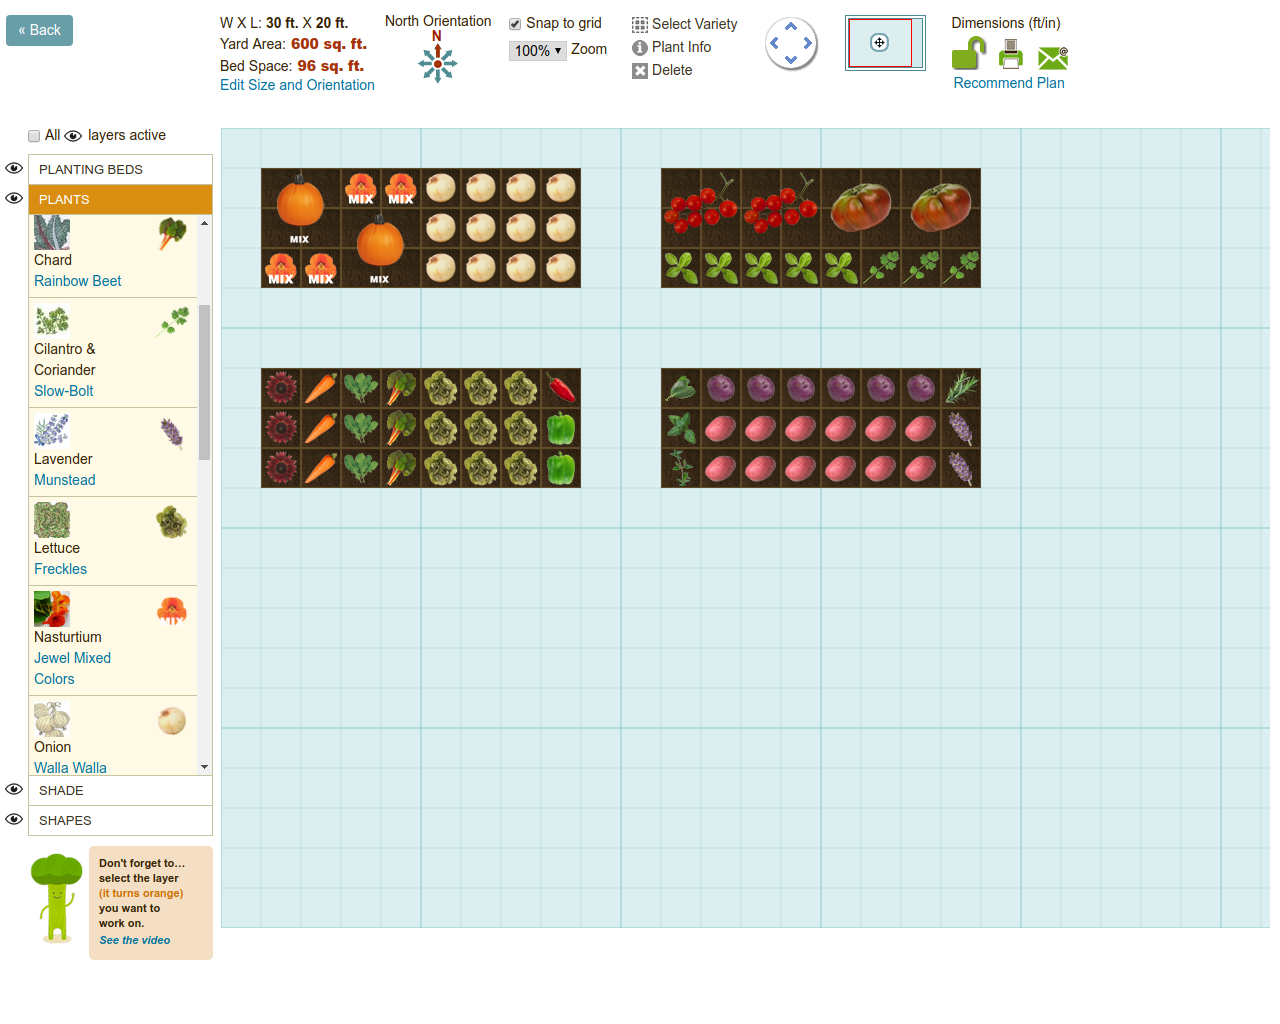 « Back
W X L: 30 ft. X 20 ft.
Yard Area: 600 sq. ft.
Bed Space: 96 sq. ft.
Edit Size and Orientation
North Orientation
N
Snap to grid
100% Zoom
Select Variety
Plant Info
Delete
Dimensions (ft/in)
@
Recommend Plan
All layers active
PLANTING BEDS
PLANTS
Chard
Rainbow Beet
Cilantro &
Coriander
Slow-Bolt
Lavender
Munstead
Lettuce
Freckles
Nasturtium
Jewel Mixed
Colors
Onion
Walla Walla
SHADE
SHAPES
Don't forget to...
select the layer
(it turns orange)
you want to
work on.
See the video
MIX MIX
MIX
MIX MIX
MIX